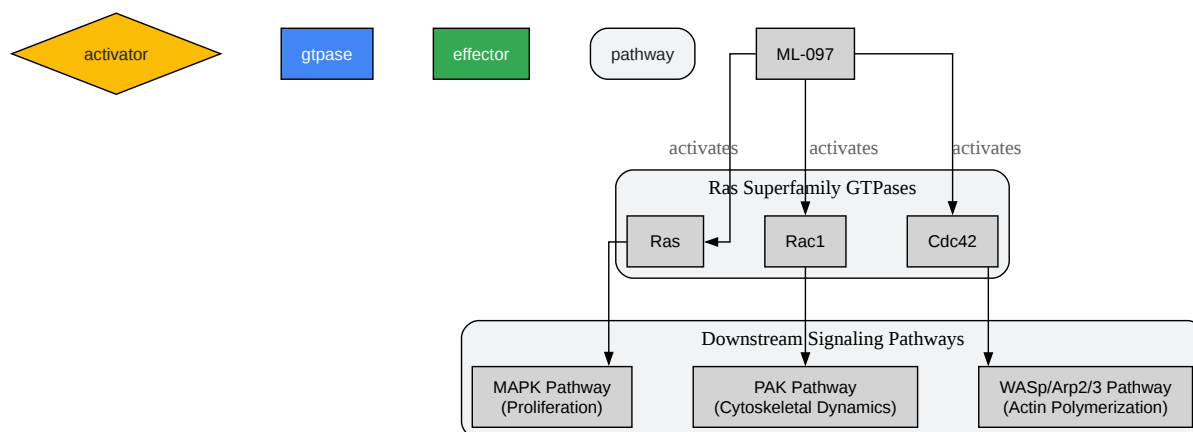 activator
gtpase
effector
pathway
ML-097
activates
activates
activates
Ras Superfamily GTPases
Ras
Rac1
Cdc42
Downstream Signaling Pathways
MAPK Pathway
(Proliferation)
PAK Pathway
(Cytoskeletal Dynamics)
WASp/Arp2/3 Pathway
(Actin Polymerization)